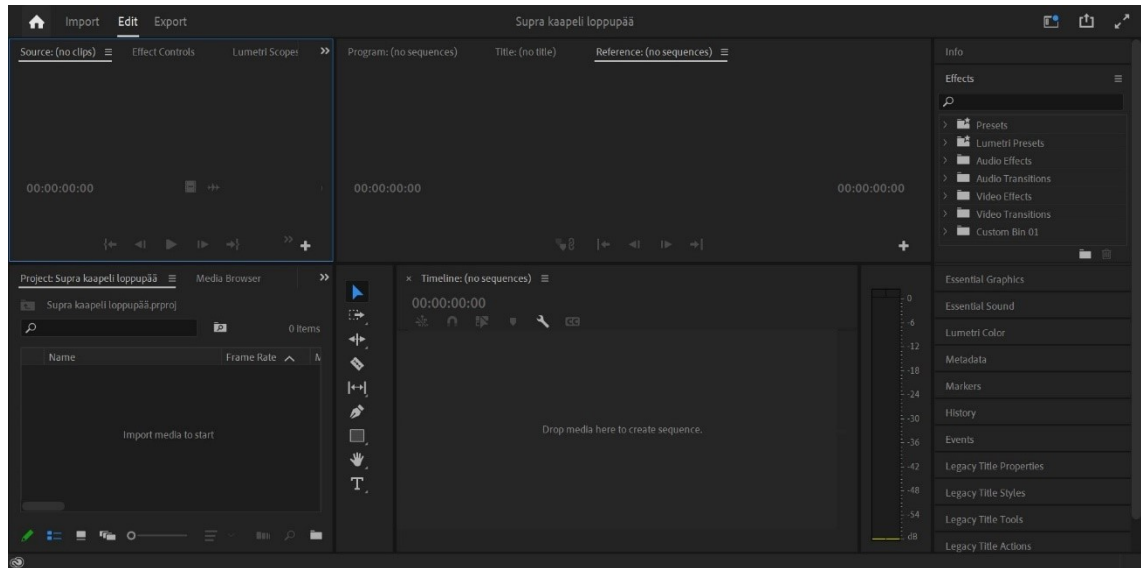 Import Edit Export Supra kaapeli loppupää
Source: (no clips) Effect Controls Lumetri Scopes
00:00:00:00
Program: (no sequences) Title: (no title) Reference: (no sequences)
00:00:00:00 00:00:00:00
Info
Effects
Presets
Lumetri Presets
Audio Effects
Audio Transitions
Video Effects
Video Transitions
Custom Bin 01
Project: Supra kaapeli loppupää Media Browser
Supra kaapeli loppupää.prproj
0 Items
Name Frame Rate M
Import media to start
T
× Timeline: (no sequences)
00:00:00:00
CC
Drop media here to create sequence.
0
-6
-12
-18
-24
-30
-36
-42
-48
-54
dB
Essential Graphics
Essential Sound
Lumetri Color
Metadata
Markers
History
Events
Legacy Title Properties
Legacy Title Styles
Legacy Title Tools
Legacy Title Actions